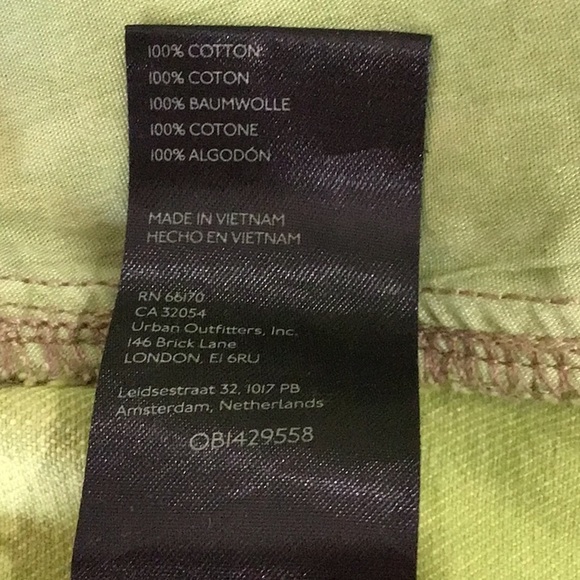 100% COTTON
100% COTON
100% BAUMWOLLE
100% COTONE
100% ALGODÓN
MADE IN VIETNAM
HECHO EN VIETNAM
RN 66170
CA 32054
Urban Outfitters, Inc.
146 Brick Lane
LONDON, E1 6RU
Leidsestraat 32, 1017 PB
Amsterdam, Netherlands
OB1429558